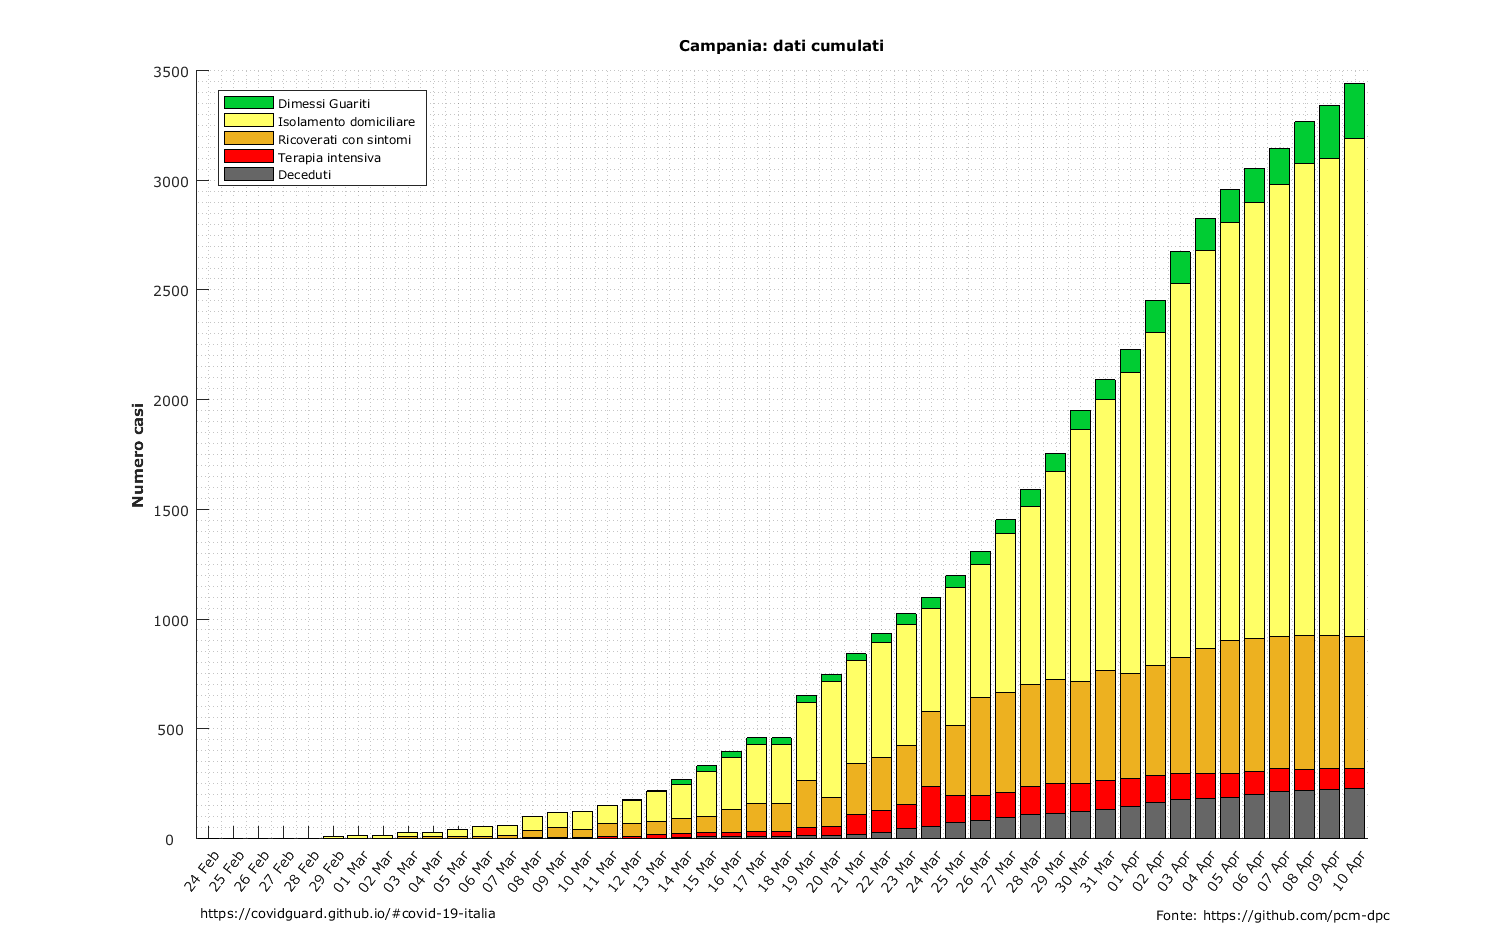 Campania: dati cumulati
3500
3000
2500
2000
1500
1000
500
0
Numero casi
Dimessi Guariti
Isolamento domiciliare
Ricoverati con sintomi
Terapia intensiva
Deceduti
24 Feb
25 Feb
26 Feb
27 Feb
28 Feb
29 Feb
01 Mar
02 Mar
03 Mar
04 Mar
05 Mar
06 Mar
07 Mar
08 Mar
09 Mar
10 Mar
11 Mar
12 Mar
13 Mar
14 Mar
15 Mar
16 Mar
17 Mar
18 Mar
19 Mar
20 Mar
21 Mar
22 Mar
23 Mar
24 Mar
25 Mar
26 Mar
27 Mar
28 Mar
29 Mar
30 Mar
31 Mar
01 Apr
02 Apr
03 Apr
04 Apr
05 Apr
06 Apr
07 Apr
08 Apr
09 Apr
10 Apr
https://covidguard.github.io/#covid-19-italia
Fonte: https://github.com/pcm-dpc